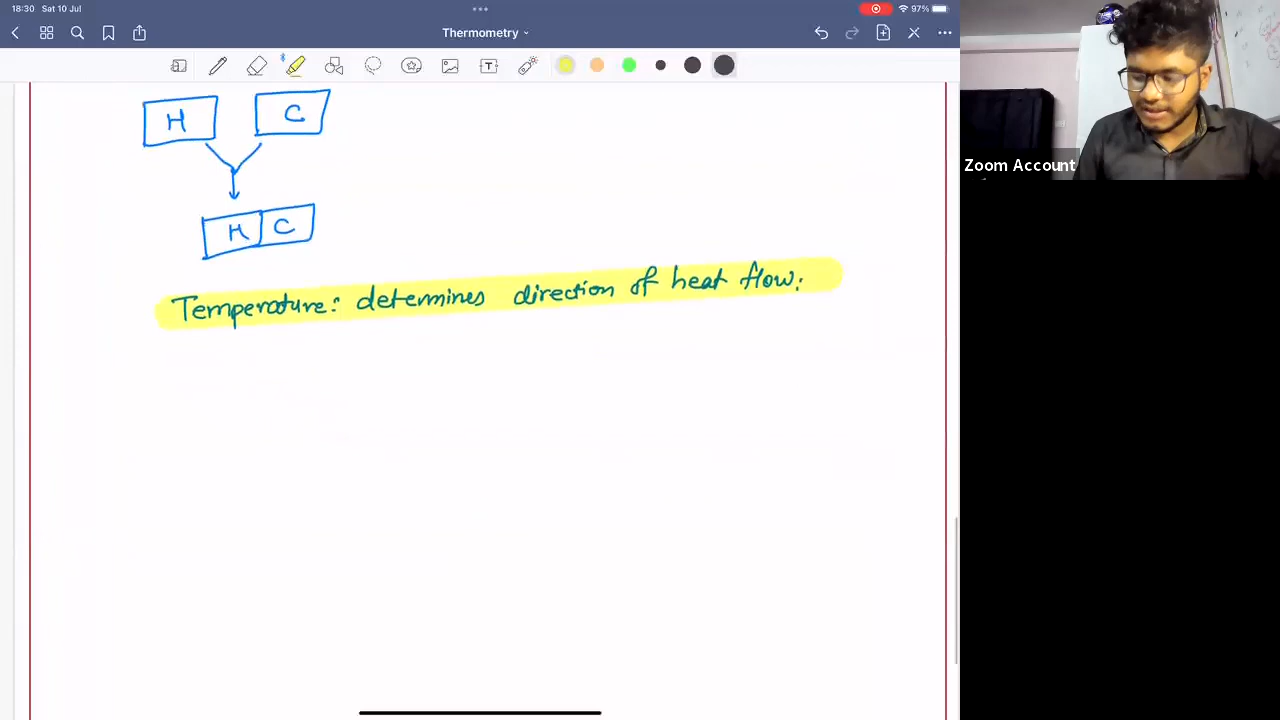 18:30 Sat 10 Jul
97%
Thermometry
T
Zoom Account
H C
H C
Temperature: determines direction of heat flow: